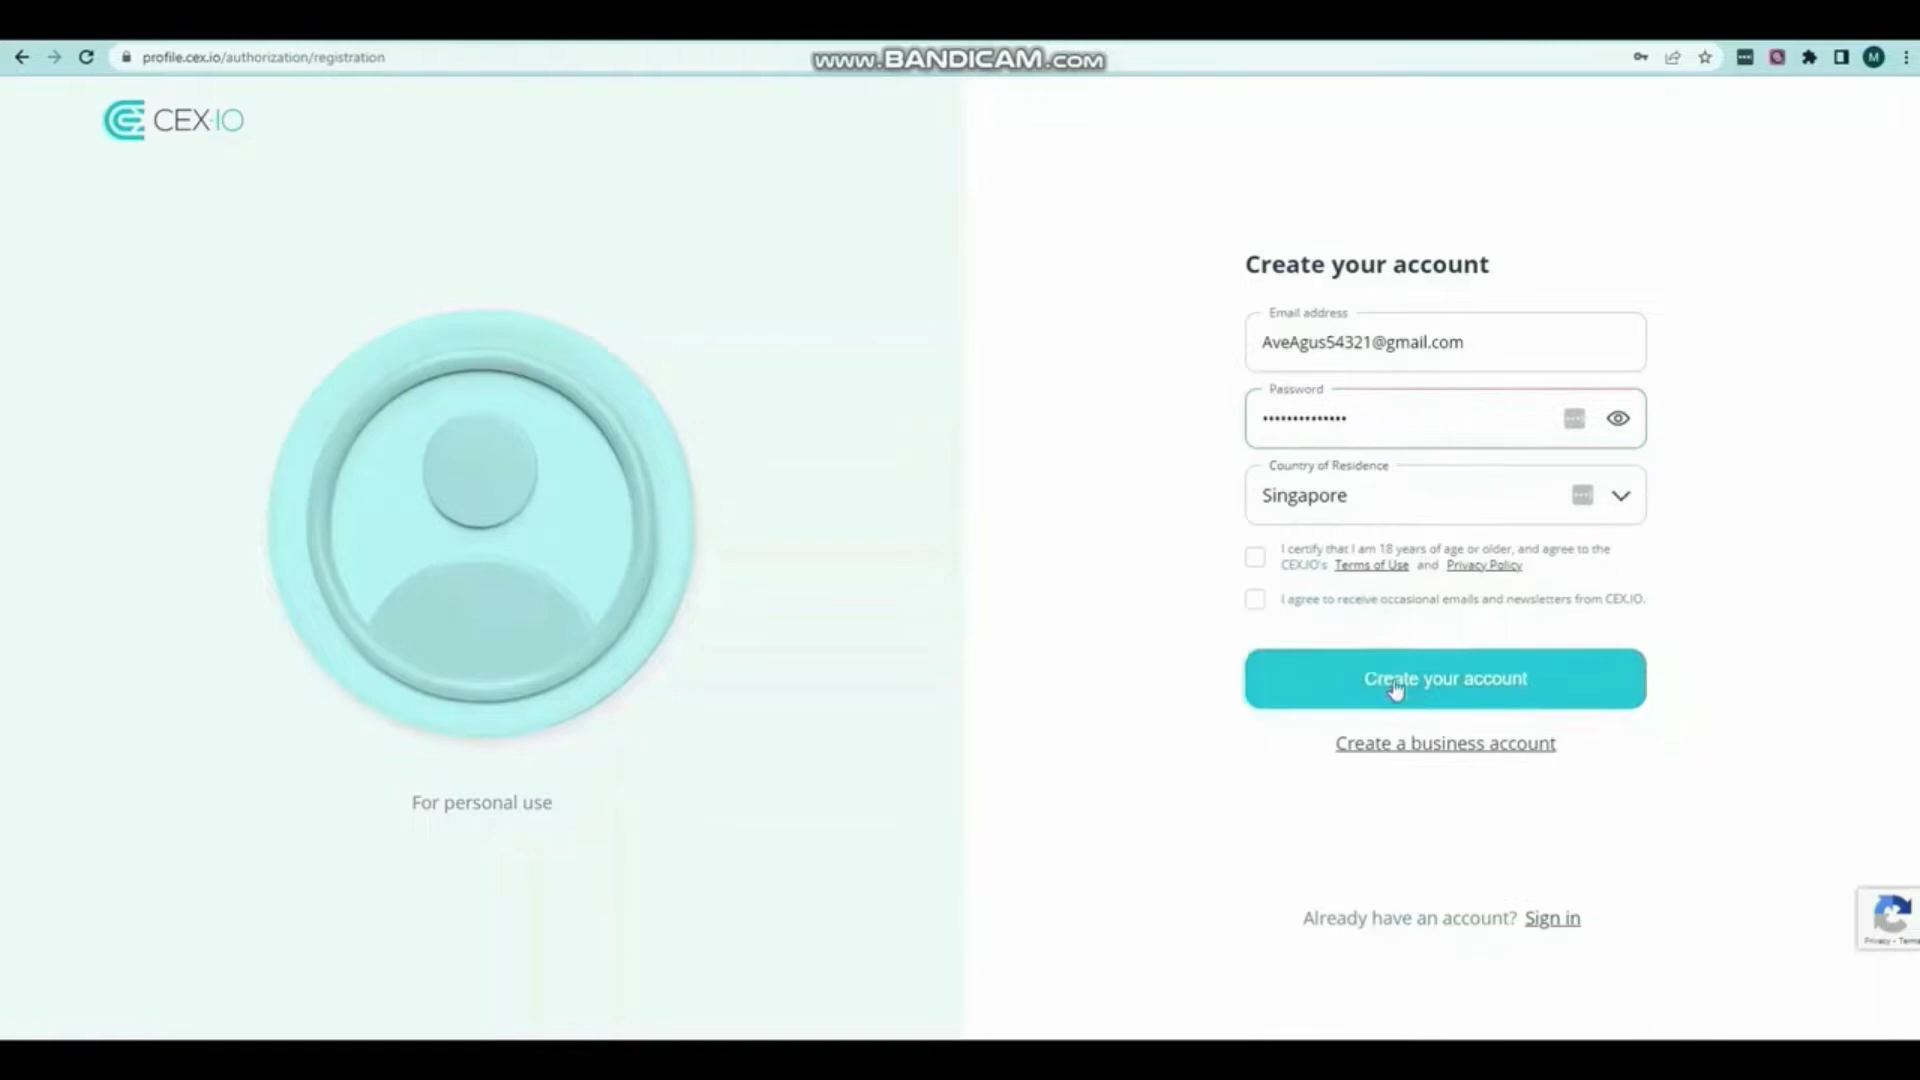 profile.cex.io/authorization/registration
www.BANDICAM.com
M
CEX·IO
Create your account
Email address
AveAgus54321@gmail.com
Password
••••••••••••••
Country of Residence
Singapore
I certify that I am 18 years of age or older, and agree to the
CEX.IO's Terms of Use and Privacy Policy
I agree to receive occasional emails and newsletters from CEX.IO.
Create your account
Create a business account
For personal use
Already have an account? Sign in
Privacy - Terms